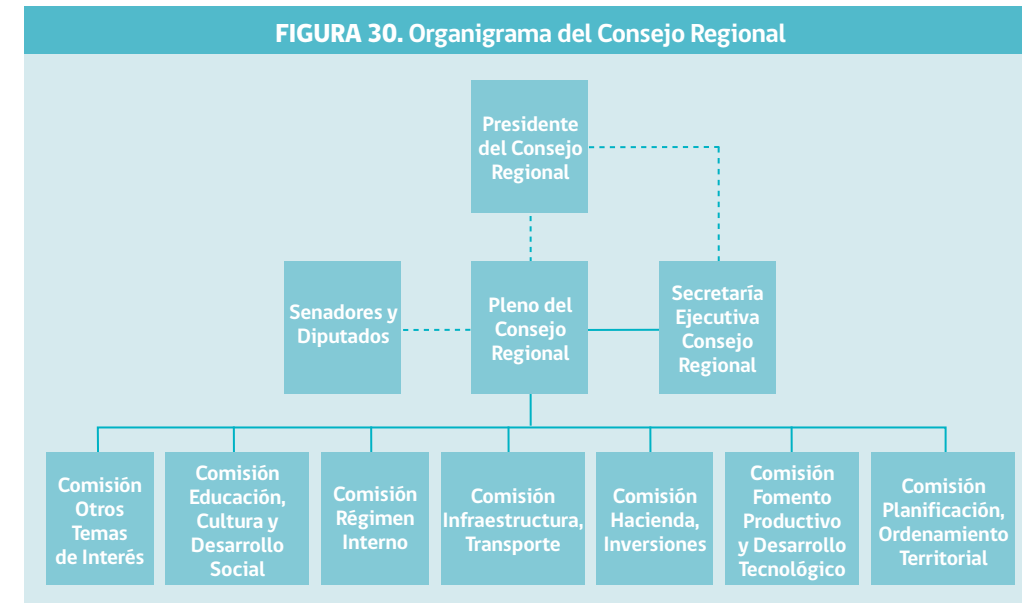 FIGURA 30. Organigrama del Consejo Regional
Presidente
del Consejo
Regional
Senadores y
Diputados
Pleno del
Consejo
Regional
Secretaría
Ejecutiva
Consejo
Regional
Comisión
Otros
Temas
de Interés
Comisión
Educación,
Cultura y
Desarrollo
Social
Comisión
Régimen
Interno
Comisión
Infraestructura,
Transporte
Comisión
Hacienda,
Inversiones
Comisión
Fomento
Productivo
y Desarrollo
Tecnológico
Comisión
Planificación,
Ordenamiento
Territorial